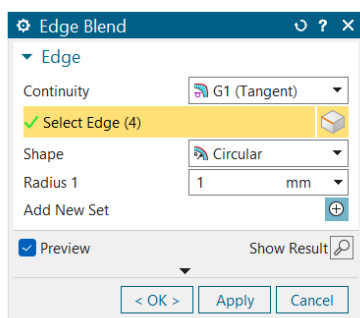 Edge Blend ?
Edge
Continuity G1 (Tangent)
Select Edge (4)
Shape Circular
Radius 1 1 mm
Add New Set
Preview Show Result
< OK > Apply Cancel